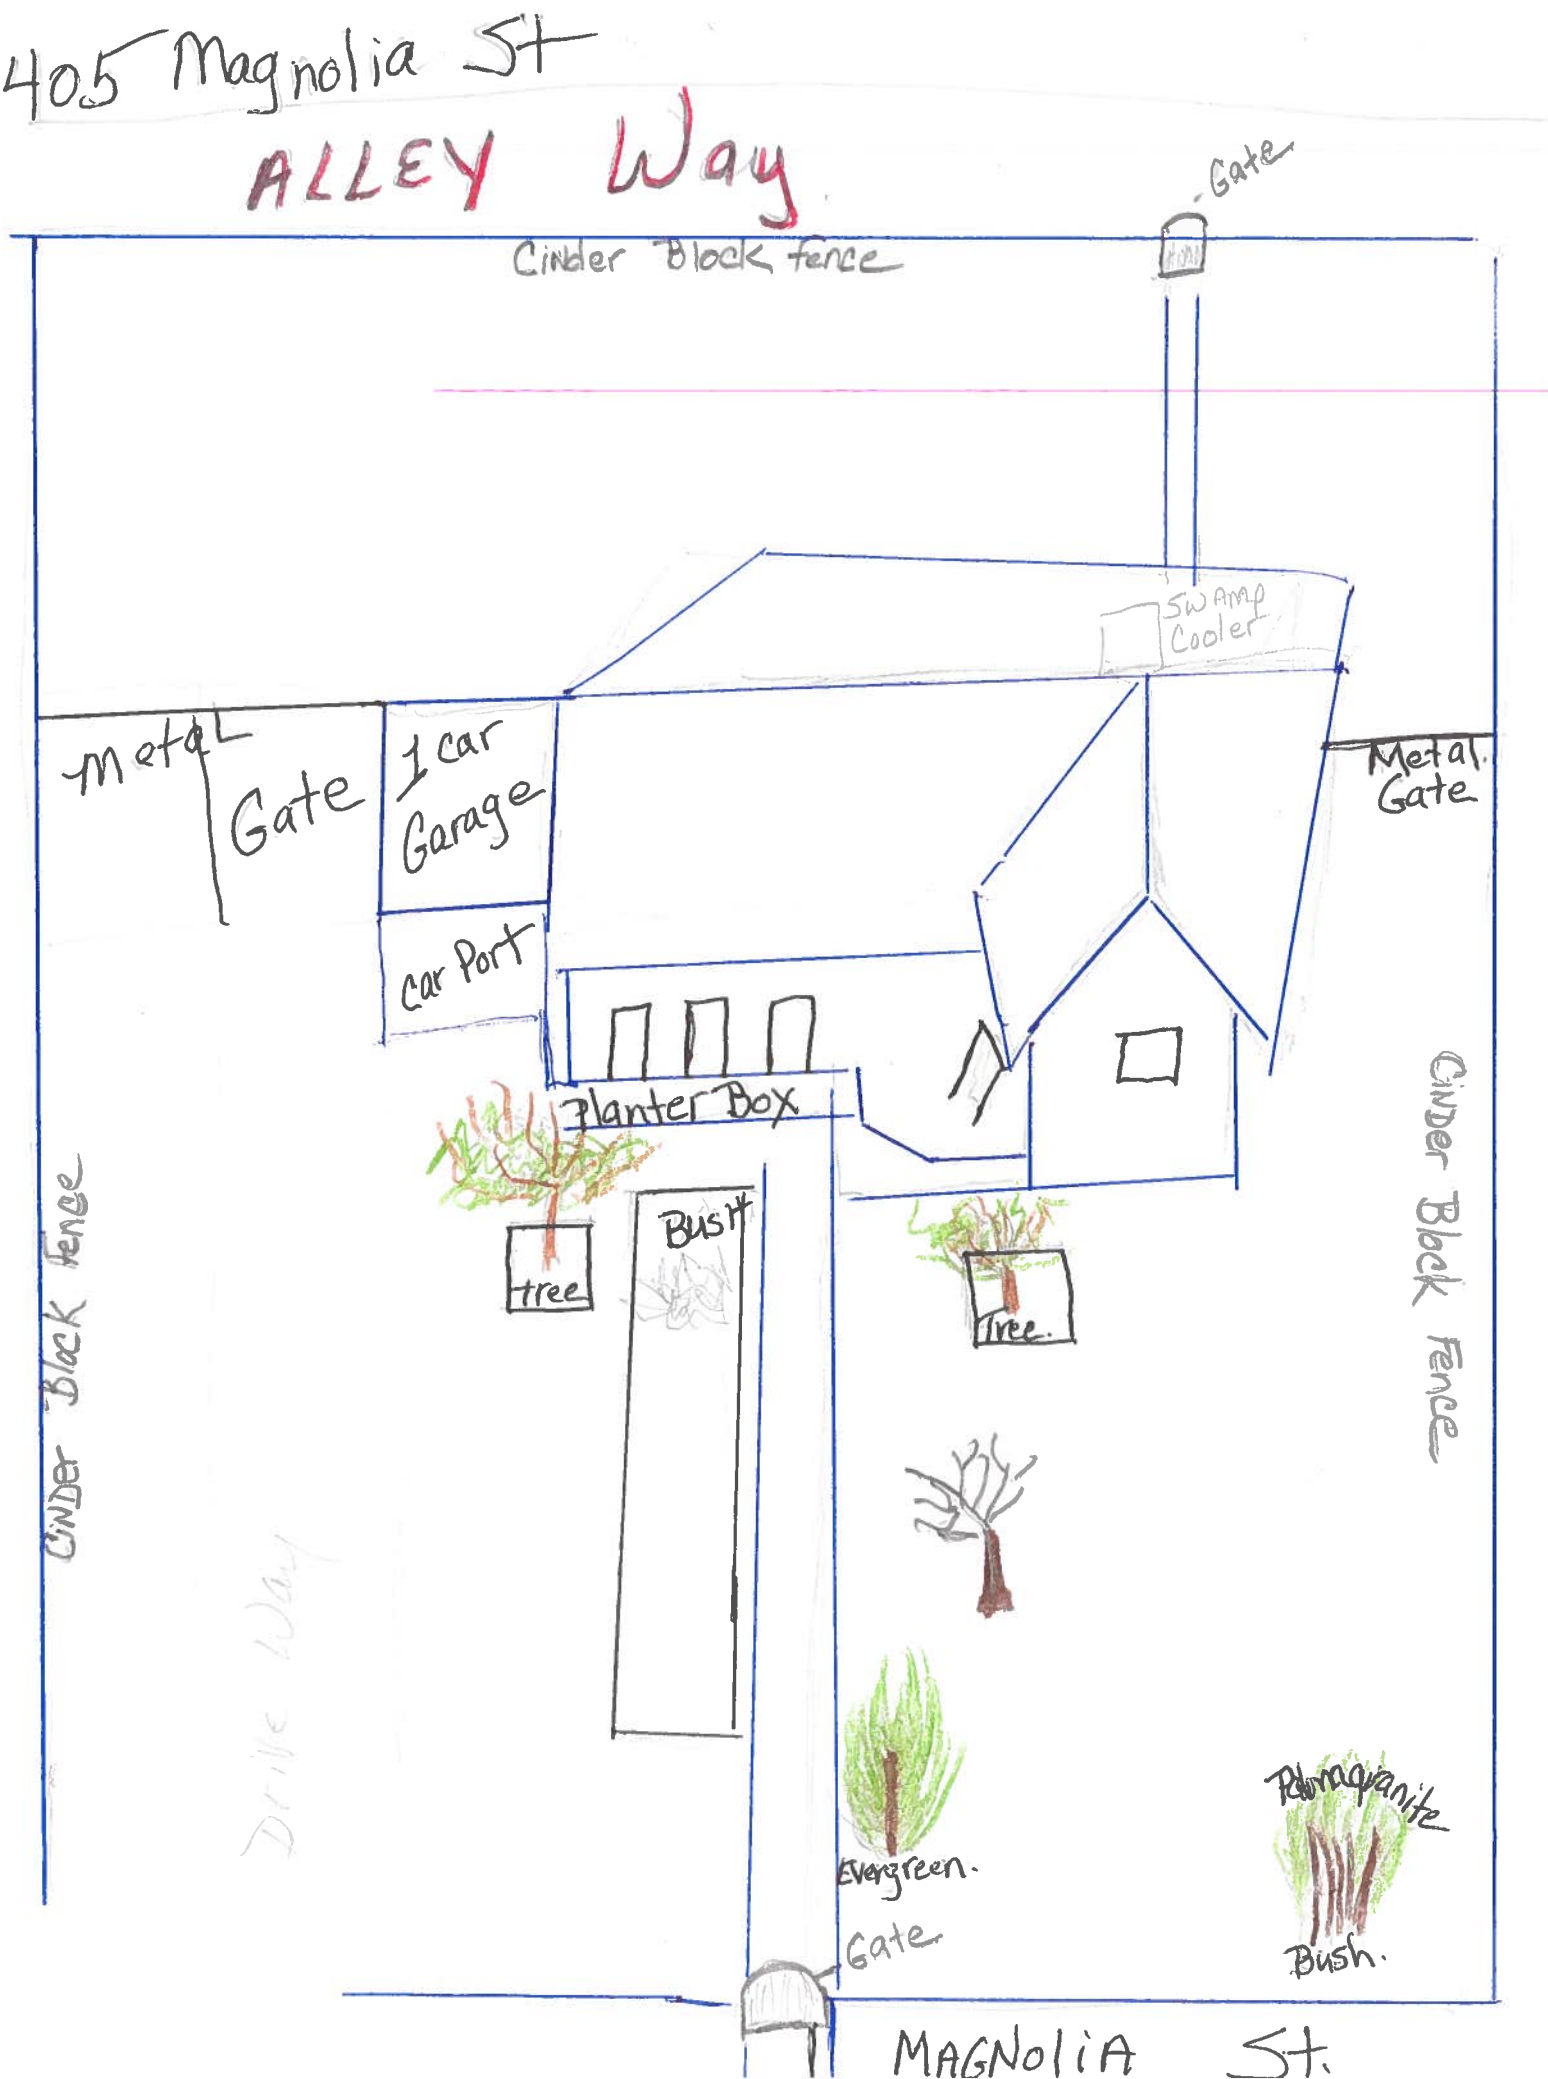 405 Magnolia St
ALLEY Way
Gate
Cinder Block fence
SWAMP
Cooler
Metal
Gate
1 car
Garage
Metal.
Gate
Car Port
Planter Box
Cinder Block Fence
Cinder Block Fence
Bush
tree
Tree.
Drive Way
Evergreen.
Pomagranite
Bush.
Gate
MAGNOLIA St.